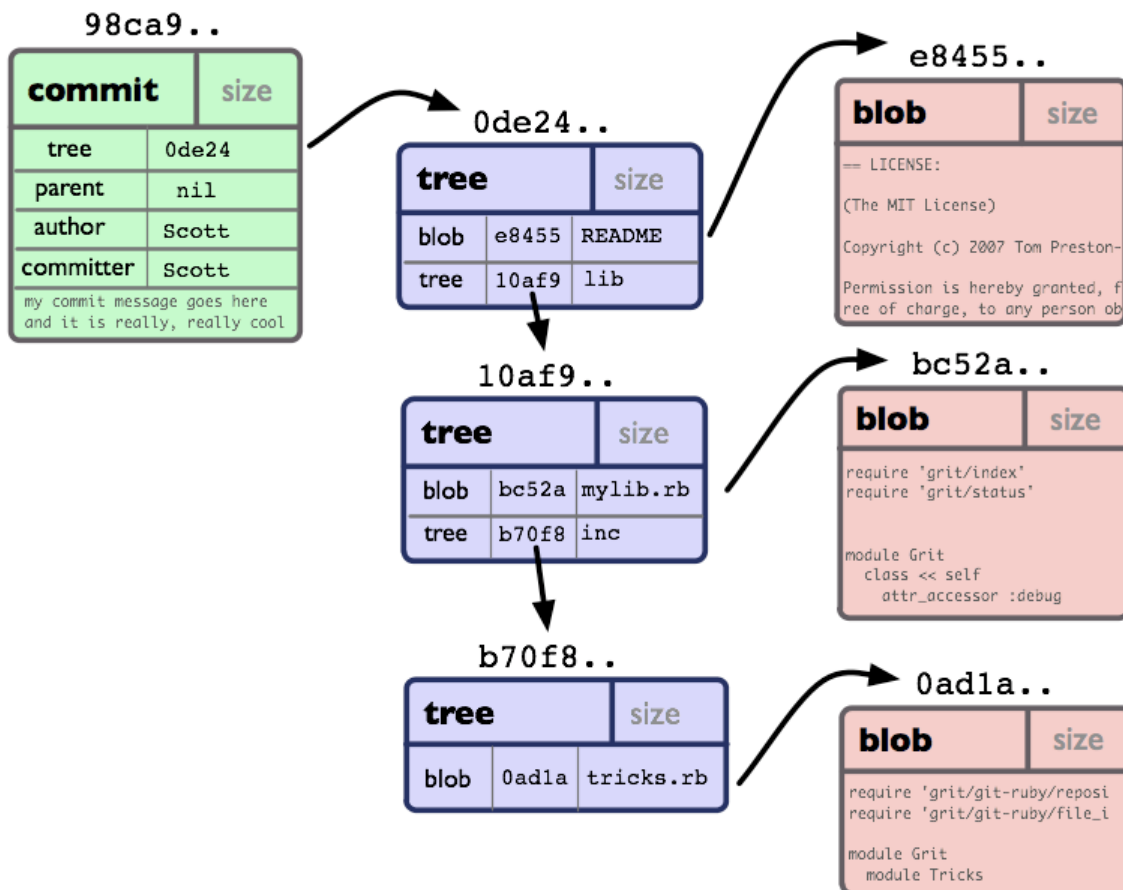 98ca9..
commit size
tree 0de24
parent nil
author Scott
committer Scott
my commit message goes here
and it is really, really cool
0de24..
tree size
blob e8455 README
tree 10af9 lib
10af9..
tree size
blob bc52a mylib.rb
tree b70f8 inc
b70f8..
tree size
blob 0ad1a tricks.rb
e8455..
blob size
== LICENSE:
(The MIT License)
Copyright (c) 2007 Tom Preston-
Permission is hereby granted, f
ree of charge, to any person ob
bc52a..
blob size
require 'grit/index'
require 'grit/status'
module Grit
class << self
attr_accessor :debug
0ad1a..
blob size
require 'grit/git-ruby/reposi
require 'grit/git-ruby/file_i
module Grit
module Tricks